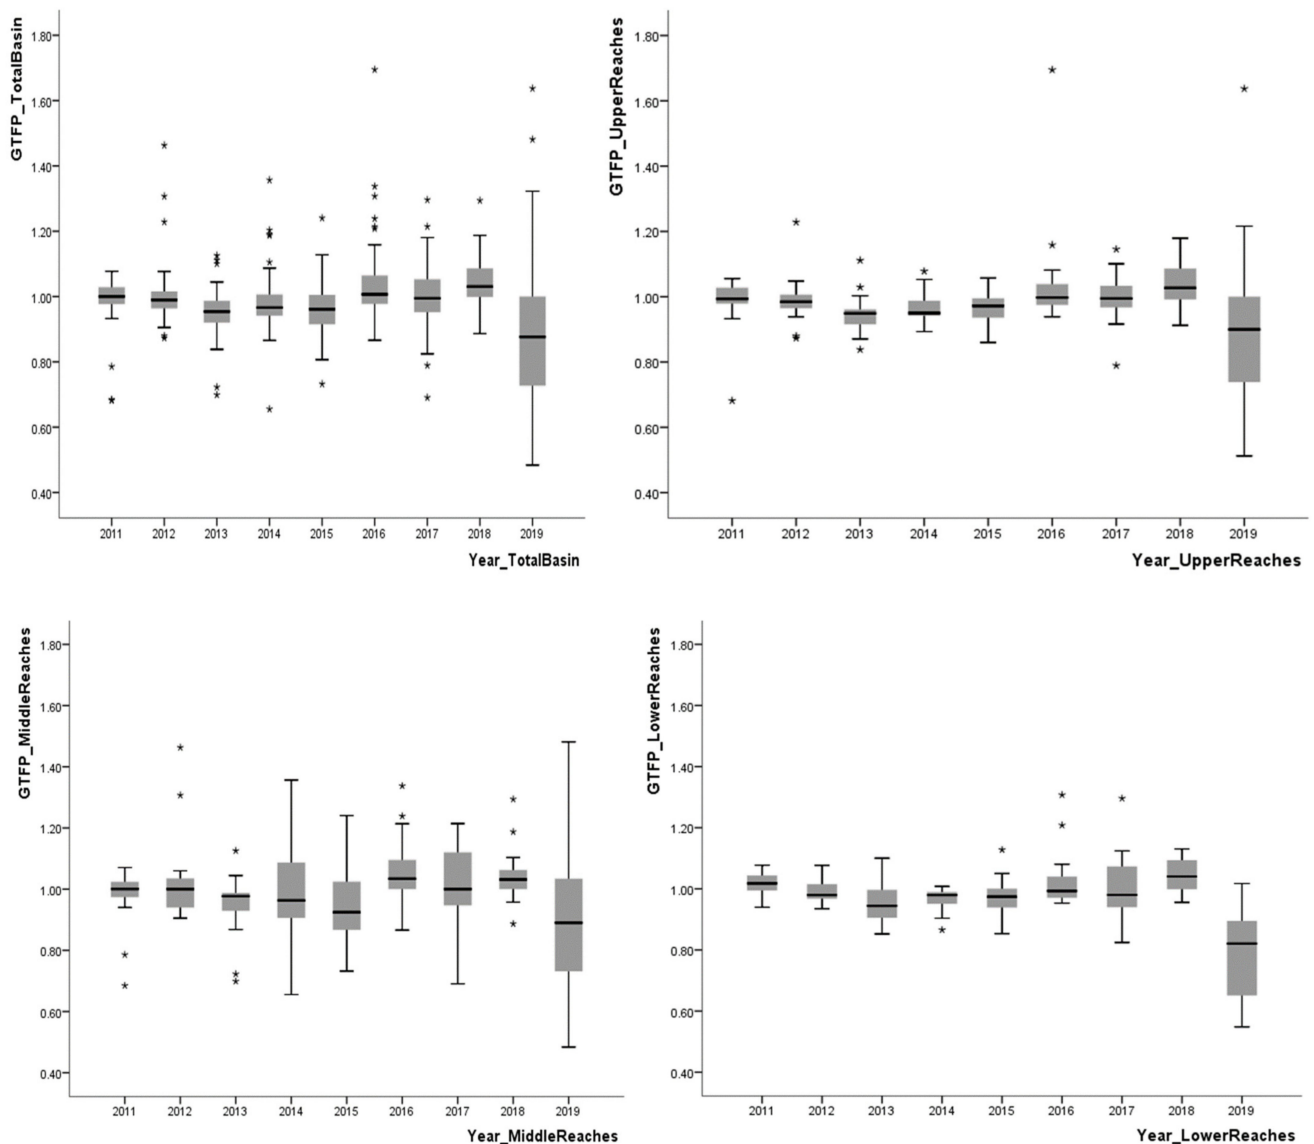 GTFP_TotalBasin
1.80
1.60
1.40
1.20
1.00
0.80
0.60
0.40
2011 2012 2013 2014 2015 2016 2017 2018 2019
Year_TotalBasin
GTFP_UpperReaches
1.80
1.60
1.40
1.20
1.00
0.80
0.60
0.40
2011 2012 2013 2014 2015 2016 2017 2018 2019
Year_UpperReaches
GTFP_MiddleReaches
1.80
1.60
1.40
1.20
1.00
0.80
0.60
0.40
2011 2012 2013 2014 2015 2016 2017 2018 2019
Year_MiddleReaches
GTFP_LowerReaches
1.80
1.60
1.40
1.20
1.00
0.80
0.60
0.40
2011 2012 2013 2014 2015 2016 2017 2018 2019
Year_LowerReaches